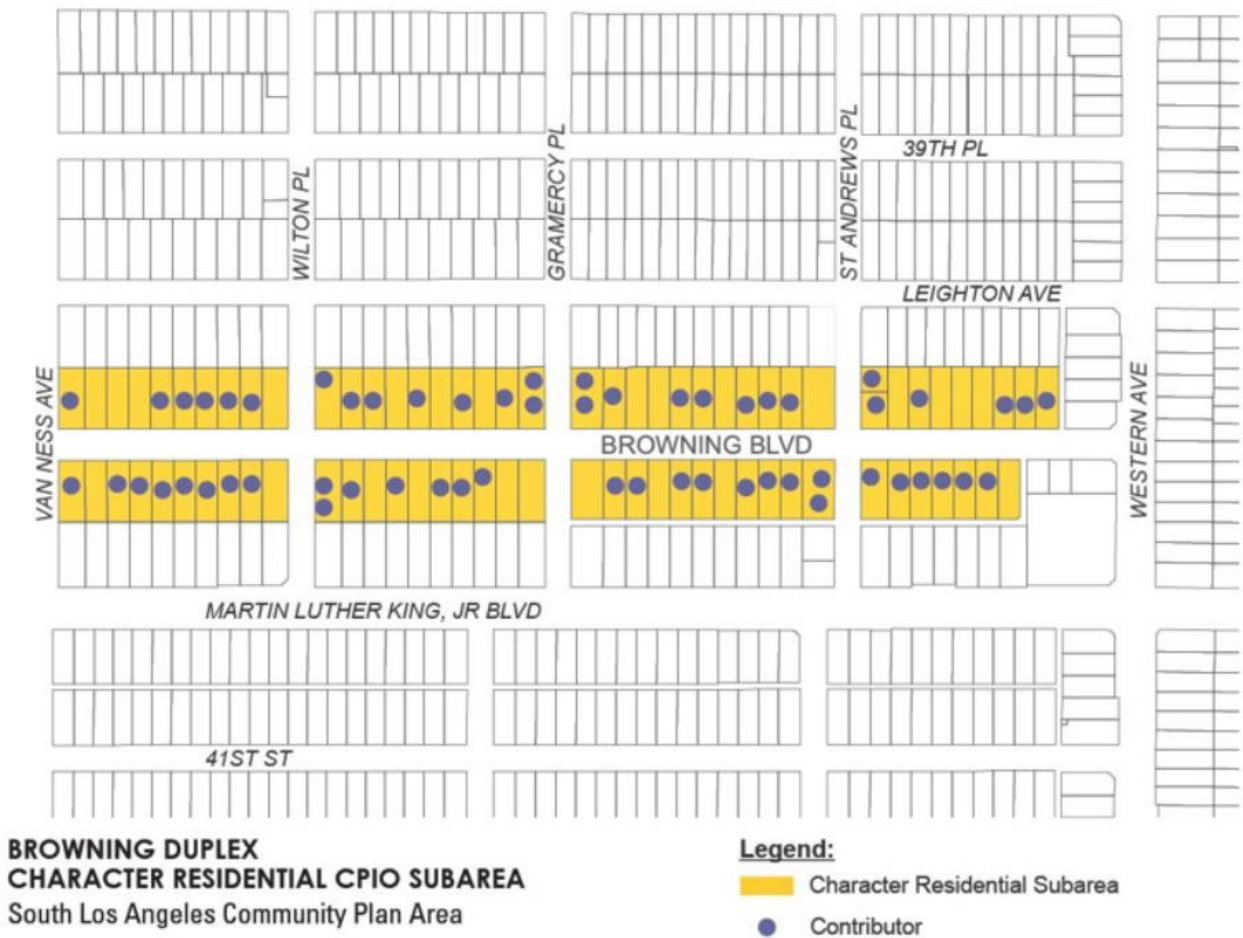 39TH PL
WILTON PL
GRAMERCY PL
ST ANDREWS PL
LEIGHTON AVE
VAN NESS AVE
BROWNING BLVD
WESTERN AVE
MARTIN LUTHER KING, JR BLVD
41ST ST
BROWNING DUPLEX
CHARACTER RESIDENTIAL CPIO SUBAREA
South Los Angeles Community Plan Area
Legend:
Character Residential Subarea
Contributor